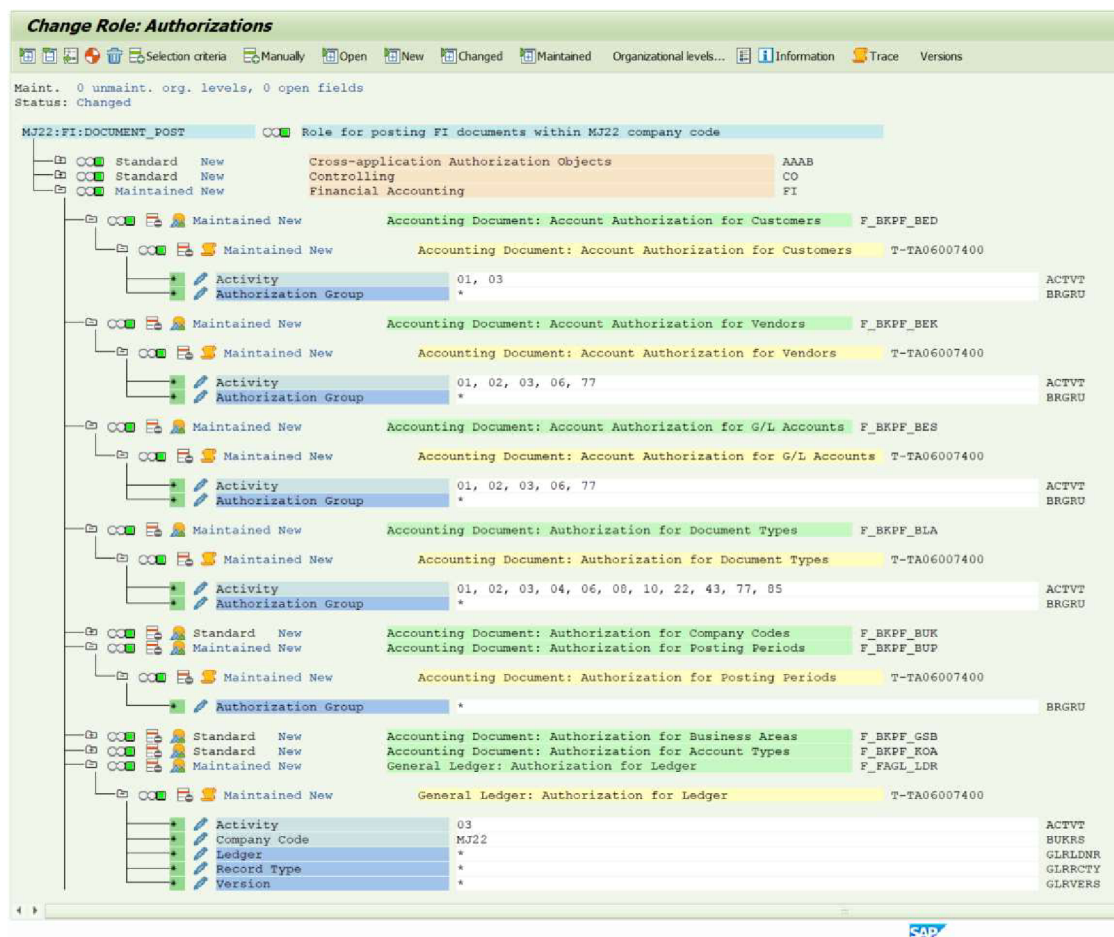 Change Role: Authorizations
Selection criteria Manually Open New Changed Maintained Organizational levels... Information Trace Versions
Maint. 0 unmaint. org. levels, 0 open fields
Status: Changed
MJ22:FI:DOCUMENT_POST Role for posting FI documents within MJ22 company code
Standard New Cross-application Authorization Objects AAAB
Standard New Controlling CO
Maintained New Financial Accounting FI
Maintained New Accounting Document: Account Authorization for Customers F_BKPF_BED
Maintained New Accounting Document: Account Authorization for Customers T-TA06007400
* Activity 01, 03 ACTVT
* Authorization Group * BRGRU
Maintained New Accounting Document: Account Authorization for Vendors F_BKPF_BEK
Maintained New Accounting Document: Account Authorization for Vendors T-TA06007400
* Activity 01, 02, 03, 06, 77 ACTVT
* Authorization Group * BRGRU
Maintained New Accounting Document: Account Authorization for G/L Accounts F_BKPF_BES
Maintained New Accounting Document: Account Authorization for G/L Accounts T-TA06007400
* Activity 01, 02, 03, 06, 77 ACTVT
* Authorization Group * BRGRU
Maintained New Accounting Document: Authorization for Document Types F_BKPF_BLA
Maintained New Accounting Document: Authorization for Document Types T-TA06007400
* Activity 01, 02, 03, 04, 06, 08, 10, 22, 43, 77, 85 ACTVT
* Authorization Group * BRGRU
Standard New Accounting Document: Authorization for Company Codes F_BKPF_BUK
Maintained New Accounting Document: Authorization for Posting Periods F_BKPF_BUP
Maintained New Accounting Document: Authorization for Posting Periods T-TA06007400
* Authorization Group * BRGRU
Standard New Accounting Document: Authorization for Business Areas F_BKPF_GSB
Standard New Accounting Document: Authorization for Account Types F_BKPF_KOA
Maintained New General Ledger: Authorization for Ledger F_FAGL_LDR
Maintained New General Ledger: Authorization for Ledger T-TA06007400
* Activity 03 ACTVT
* Company Code MJ22 BUKRS
* Ledger * GLRLDNR
* Record Type * GLRRCTY
* Version * GLRVERS
SAP